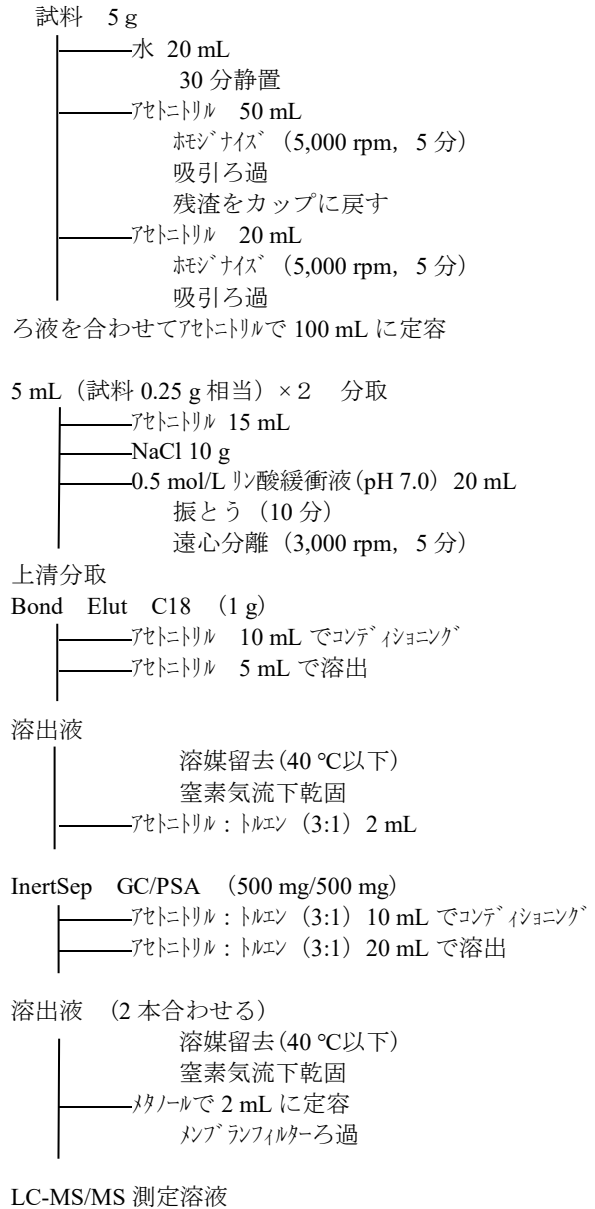 試料　5ｇ
水 20 mL
30 分静置
ｱｾﾄﾆﾄﾘﾙ　50 mL
ﾎﾓｼﾞﾅｲｽﾞ（5,000 rpm，5 分）
吸引ろ過
残渣をカップに戻す
ｱｾﾄﾆﾄﾘﾙ　20 mL
ﾎﾓｼﾞﾅｲｽﾞ（5,000 rpm，5 分）
吸引ろ過
ろ液を合わせてｱｾﾄﾆﾄﾘﾙで 100 mL に定容
5 mL（試料 0.25 g 相当）×２　分取
ｱｾﾄﾆﾄﾘﾙ 15 mL
NaCl 10 g
0.5 mol/L ﾘﾝ酸緩衝液(pH 7.0）20 mL
振とう（10 分）
遠心分離（3,000 rpm，5 分）
上清分取
Bond　Elut　C18　（1 g）
ｱｾﾄﾆﾄﾘﾙ　10 mL でｺﾝﾃﾞｨｼｮﾆﾝｸﾞ
ｱｾﾄﾆﾄﾘﾙ　5 mL で溶出
溶出液
溶媒留去(40 ℃以下）
窒素気流下乾固
ｱｾﾄﾆﾄﾘﾙ：ﾄﾙｴﾝ（3:1）2 mL
InertSep　GC/PSA　（500 mg/500 mg）
ｱｾﾄﾆﾄﾘﾙ：ﾄﾙｴﾝ（3:1）10 mL でｺﾝﾃﾞｨｼｮﾆﾝｸﾞ
ｱｾﾄﾆﾄﾘﾙ：ﾄﾙｴﾝ（3:1）20 mL で溶出
溶出液　（2 本合わせる）
溶媒留去(40 ℃以下）
窒素気流下乾固
ﾒﾀﾉｰﾙで 2 mL に定容
ﾒﾝﾌﾞﾗﾝﾌｨﾙﾀｰろ過
LC-MS/MS 測定溶液